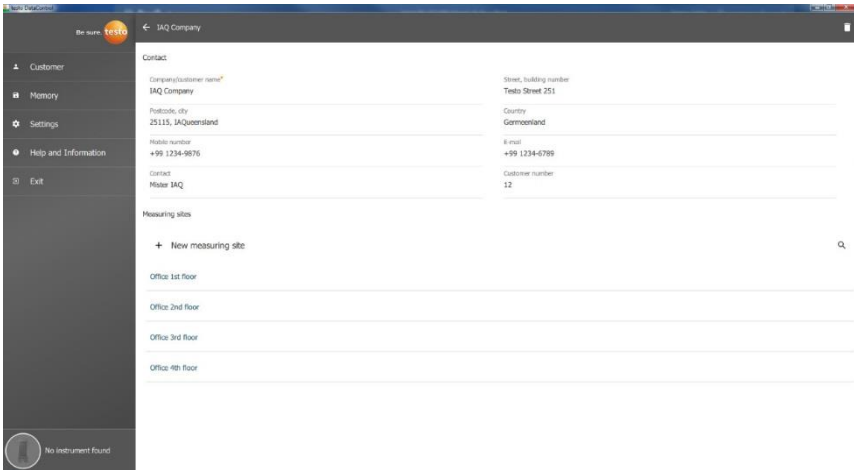 testo DataControl
Be sure. testo
← IAQ Company
Customer
Memory
Settings
Help and Information
Exit
Contact
Company/customer name*
IAQ Company
Street, building number
Testo Street 251
Postcode, city
25115, IAQueensland
Country
Germeenland
Mobile number
+99 1234-9876
E-mail
+99 1234-6789
Contact
Mister IAQ
Customer number
12
Measuring sites
+ New measuring site
Office 1st floor
Office 2nd floor
Office 3rd floor
Office 4th floor
No instrument found